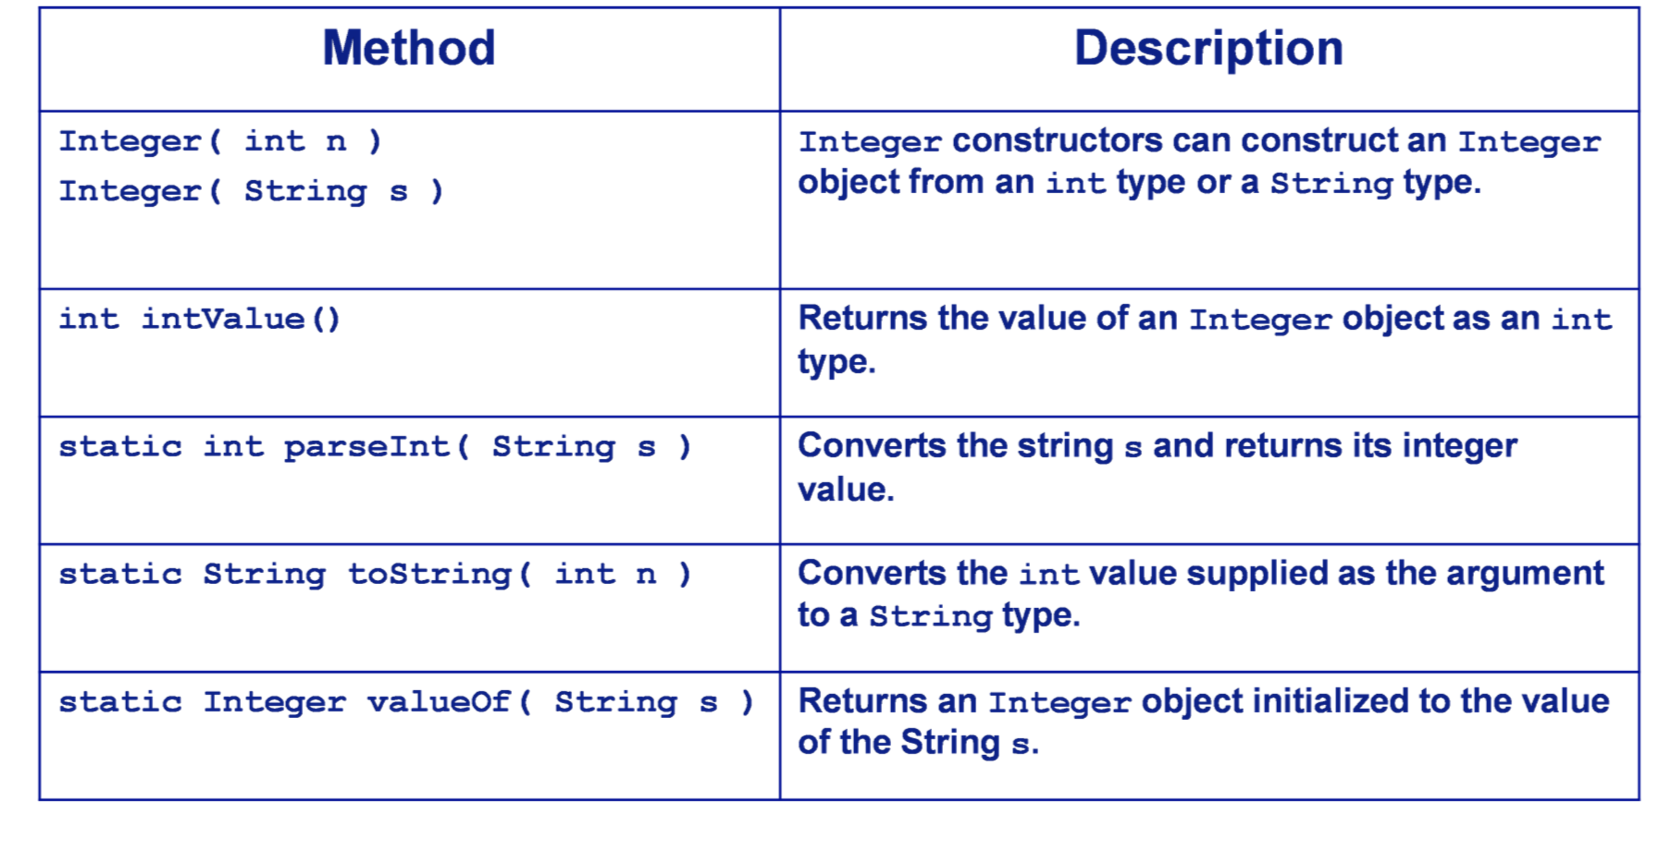 Method
Description
Integer( int n )
Integer( String s )
Integer constructors can construct an Integer
object from an int type or a String type.
int intValue()
Returns the value of an Integer object as an int
type.
static int parseInt( String s )
Converts the string s and returns its integer
value.
static String toString( int n )
Converts the int value supplied as the argument
to a String type.
static Integer valueOf( String s )
Returns an Integer object initialized to the value
of the String s.